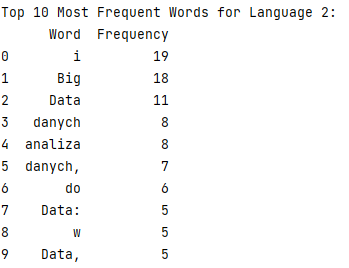 Top 10 Most Frequent Words for Language 2:
Word Frequency
0 i 19
1 Big 18
2 Data 11
3 danych 8
4 analiza 8
5 danych, 7
6 do 6
7 Data: 5
8 w 5
9 Data, 5